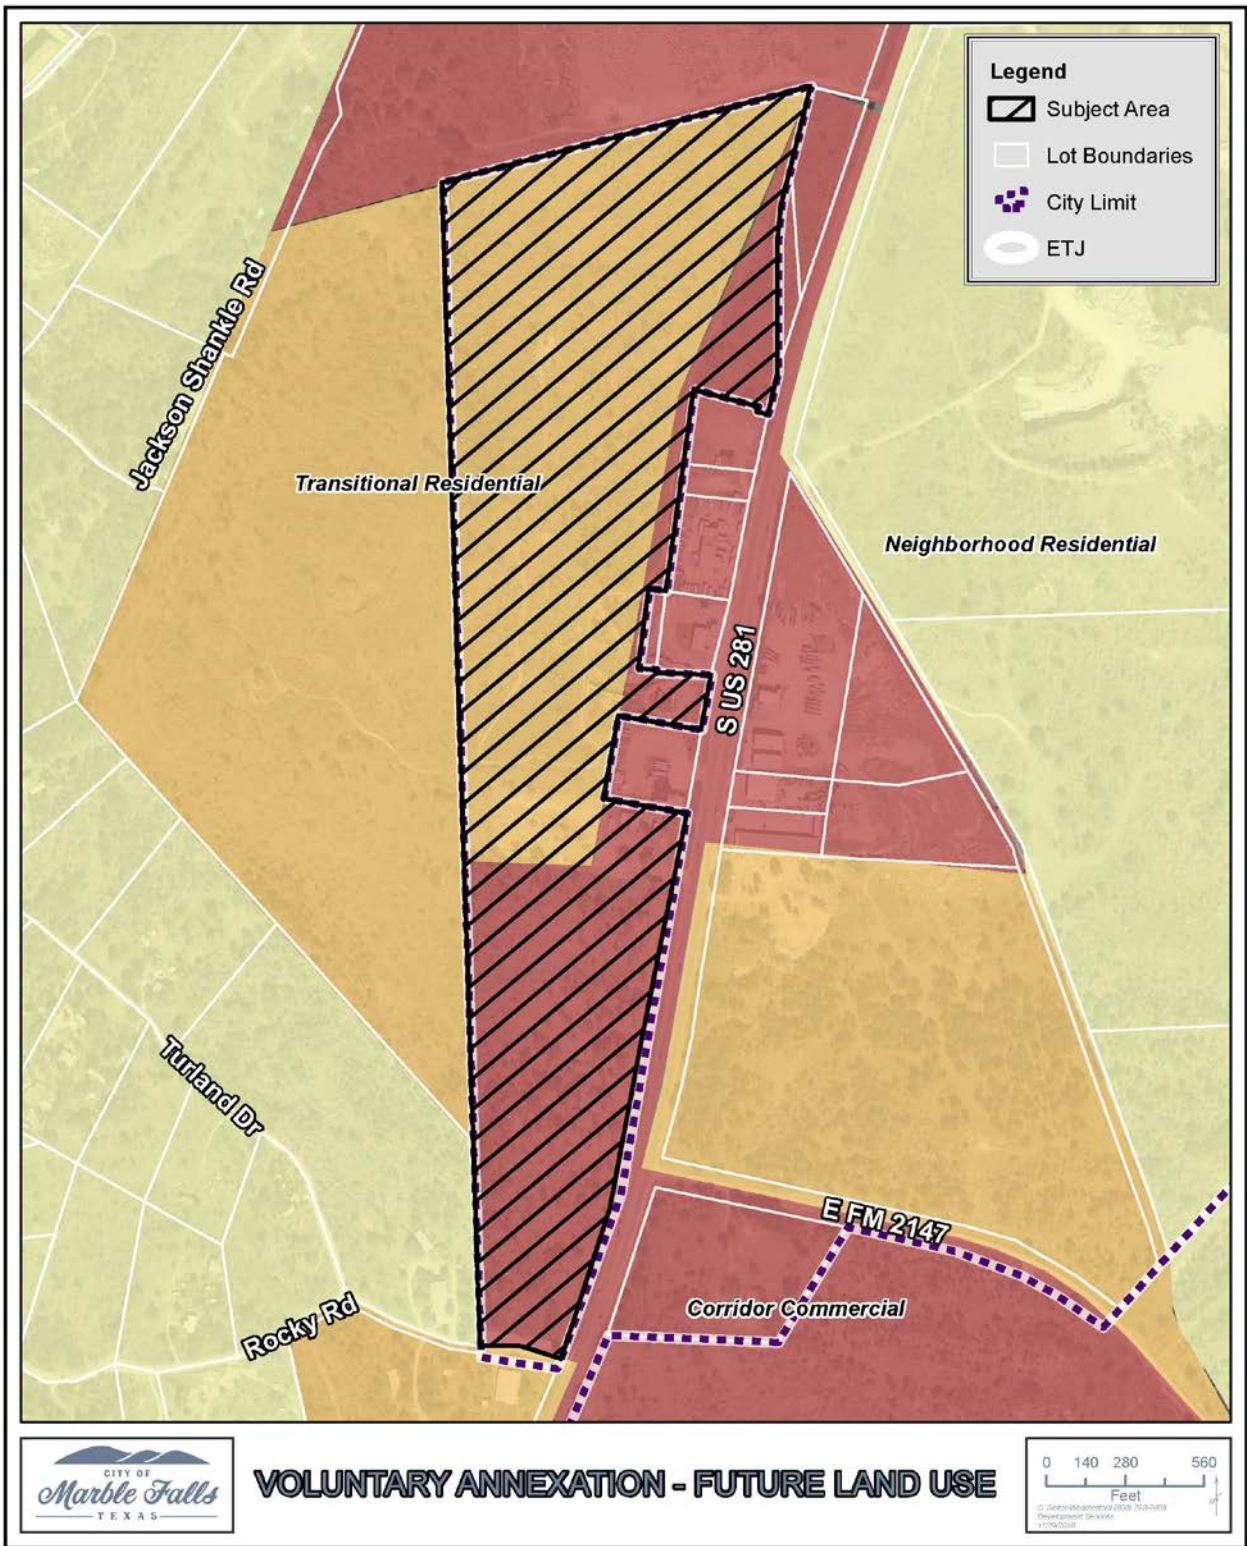 Legend
Subject Area
Lot Boundaries
City Limit
ETJ
Jackson Shankle Rd
Transitional Residential
Neighborhood Residential
S US 281
Turland Dr
E FM 2147
Corridor Commercial
Rocky Rd
CITY OF
Marble Falls
TEXAS
VOLUNTARY ANNEXATION - FUTURE LAND USE
0 140 280 560
Feet
Development Services